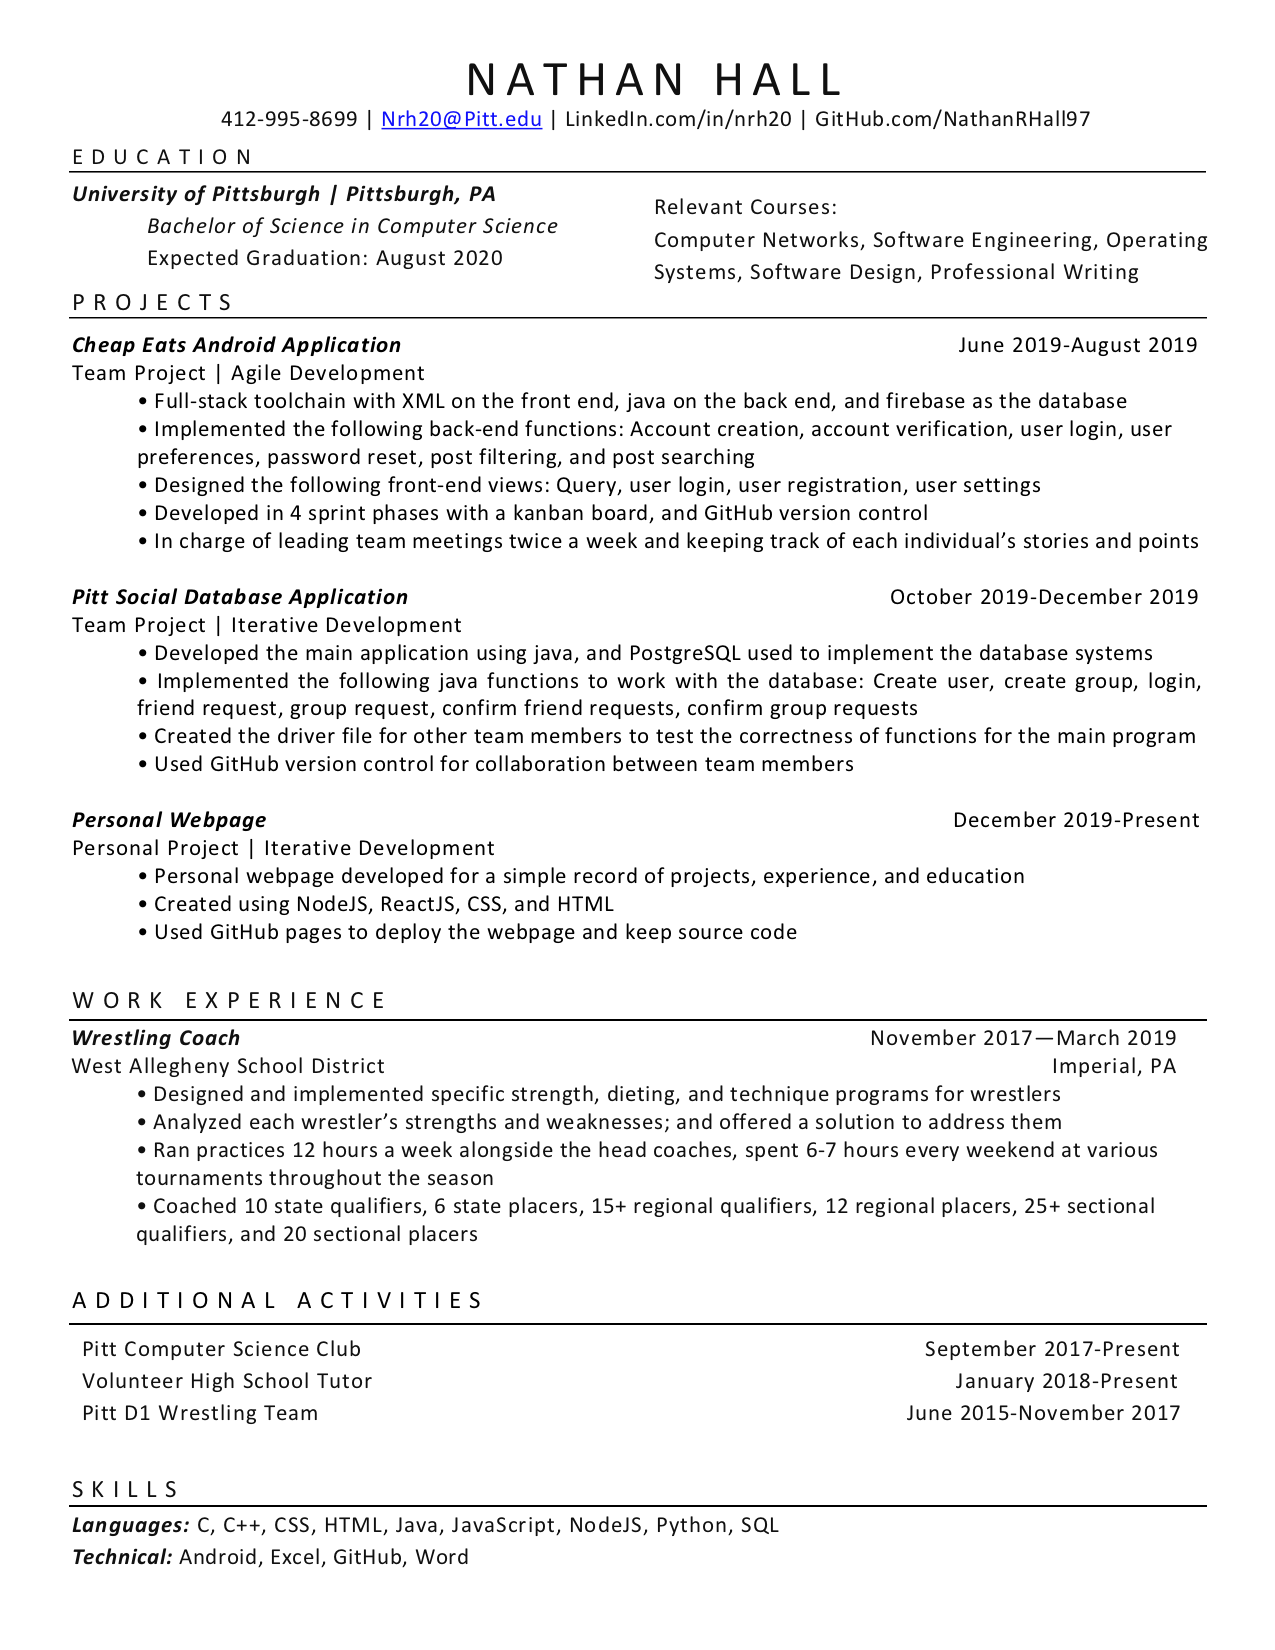 NATHAN HALL
412-995-8699 | Nrh20@Pitt.edu | LinkedIn.com/in/nrh20 | GitHub.com/NathanRHall97
EDUCATION
University of Pittsburgh | Pittsburgh, PA
Bachelor of Science in Computer Science
Expected Graduation: August 2020
Relevant Courses:
Computer Networks, Software Engineering, Operating
Systems, Software Design, Professional Writing
PROJECTS
Cheap Eats Android Application June 2019-August 2019
Team Project | Agile Development
• Full-stack toolchain with XML on the front end, java on the back end, and firebase as the database
• Implemented the following back-end functions: Account creation, account verification, user login, user
preferences, password reset, post filtering, and post searching
• Designed the following front-end views: Query, user login, user registration, user settings
• Developed in 4 sprint phases with a kanban board, and GitHub version control
• In charge of leading team meetings twice a week and keeping track of each individual’s stories and points
Pitt Social Database Application October 2019-December 2019
Team Project | Iterative Development
• Developed the main application using java, and PostgreSQL used to implement the database systems
• Implemented the following java functions to work with the database: Create user, create group, login,
friend request, group request, confirm friend requests, confirm group requests
• Created the driver file for other team members to test the correctness of functions for the main program
• Used GitHub version control for collaboration between team members
Personal Webpage December 2019-Present
Personal Project | Iterative Development
• Personal webpage developed for a simple record of projects, experience, and education
• Created using NodeJS, ReactJS, CSS, and HTML
• Used GitHub pages to deploy the webpage and keep source code
WORK EXPERIENCE
Wrestling Coach November 2017—March 2019
West Allegheny School District Imperial, PA
• Designed and implemented specific strength, dieting, and technique programs for wrestlers
• Analyzed each wrestler’s strengths and weaknesses; and offered a solution to address them
• Ran practices 12 hours a week alongside the head coaches, spent 6-7 hours every weekend at various
tournaments throughout the season
• Coached 10 state qualifiers, 6 state placers, 15+ regional qualifiers, 12 regional placers, 25+ sectional
qualifiers, and 20 sectional placers
ADDITIONAL ACTIVITIES
Pitt Computer Science Club September 2017-Present
Volunteer High School Tutor January 2018-Present
Pitt D1 Wrestling Team June 2015-November 2017
SKILLS
Languages: C, C++, CSS, HTML, Java, JavaScript, NodeJS, Python, SQL
Technical: Android, Excel, GitHub, Word